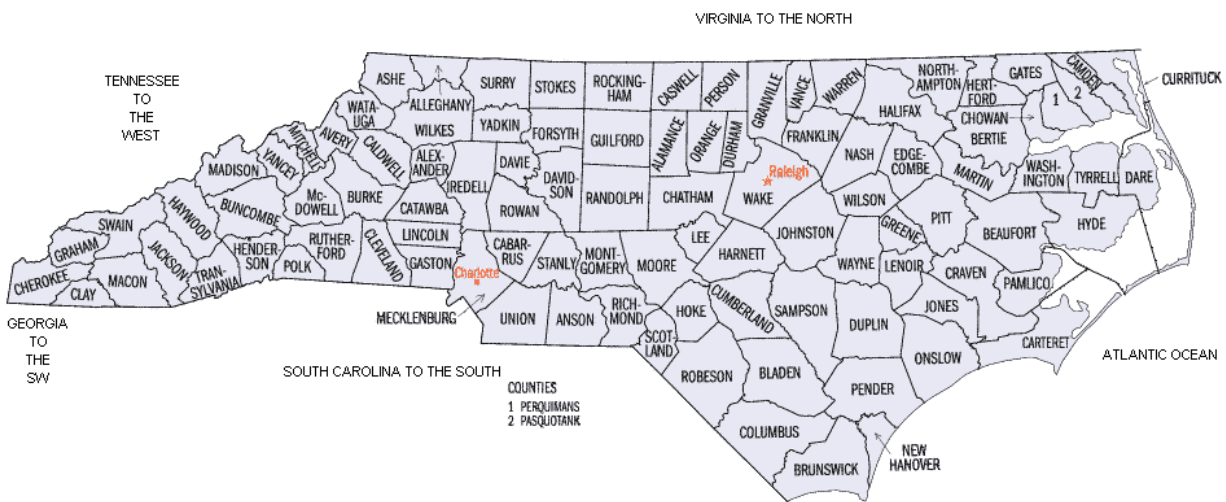 VIRGINIA TO THE NORTH
TENNESSEE
TO
THE
WEST
ASHE
ALLEGHANY
SURRY
STOKES
ROCKING-
HAM
CASWELL
PERSON
GRANVILLE
VANCE
WARREN
NORTH-
AMPTON
HERT-
FORD
GATES
CAMDEN
CURRITUCK
1
2
WATA-
UGA
WILKES
YADKIN
FORSYTH
GUILFORD
ALAMANCE
ORANGE
DURHAM
FRANKLIN
HALIFAX
CHOWAN
BERTIE
MITCHELL
AVERY
CALDWELL
ALEX-
ANDER
IREDELL
DAVIE
DAVID-
SON
RANDOLPH
CHATHAM
Raleigh
WAKE
NASH
EDGE-
COMBE
MARTIN
WASH-
INGTON
TYRRELL
DARE
MADISON
YANCEY
Mc-
DOWELL
BURKE
CATAWBA
ROWAN
WILSON
PITT
BEAUFORT
HYDE
SWAIN
HAYWOOD
BUNCOMBE
RUTHER-
FORD
CLEVELAND
LINCOLN
GASTON
CABAR-
RUS
STANLY
MONT-
GOMERY
MOORE
LEE
HARNETT
JOHNSTON
GREENE
WAYNE
LENOIR
CRAVEN
PAMLICO
GRAHAM
CHEROKEE
CLAY
MACON
JACKSON
TRAN-
SYLVANIA
HENDER-
SON
POLK
Charlotte
MECKLENBURG
UNION
ANSON
RICH-
MOND
SCOT-
LAND
HOKE
CUMBERLAND
SAMPSON
DUPLIN
JONES
ONSLOW
CARTERET
GEORGIA
TO
THE
SW
SOUTH CAROLINA TO THE SOUTH
ATLANTIC OCEAN
ROBESON
BLADEN
PENDER
COLUMBUS
BRUNSWICK
NEW
HANOVER
COUNTIES
1 PERQUIMANS
2 PASQUOTANK